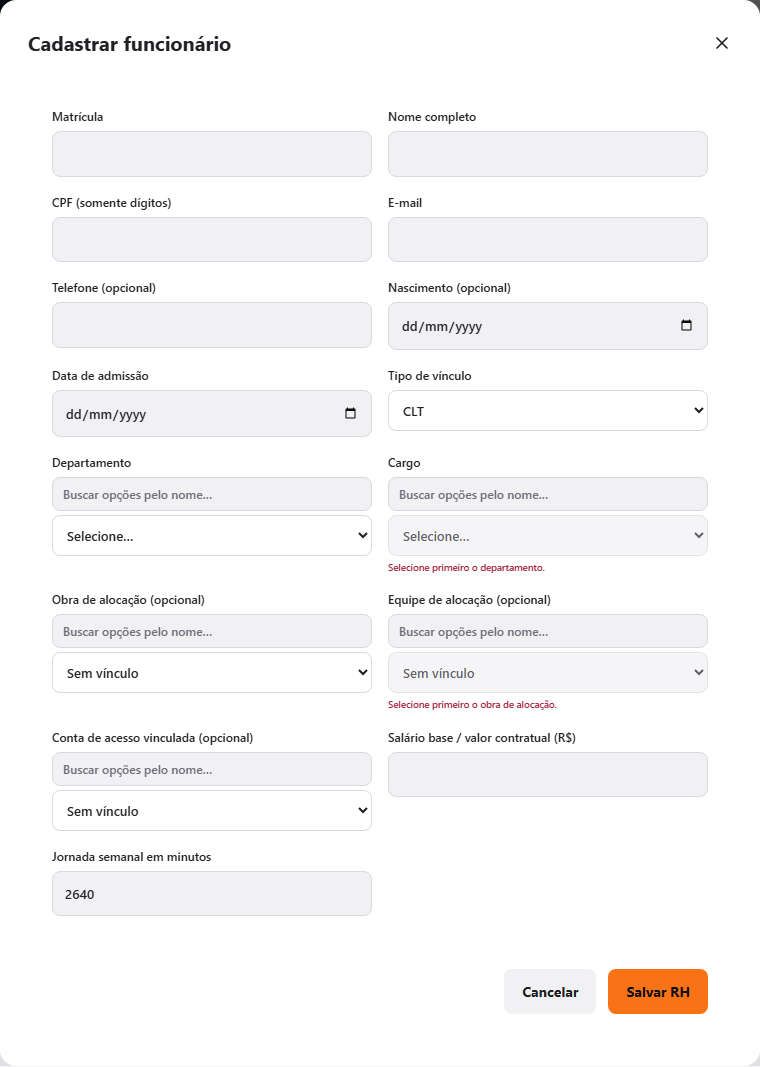 Cadastrar funcionário
Matrícula
Nome completo
CPF (somente dígitos)
E-mail
Telefone (opcional)
Nascimento (opcional)
dd/mm/yyyy
Data de admissão
Tipo de vínculo
dd/mm/yyyy
CLT
Departamento
Cargo
Buscar opções pelo nome...
Buscar opções pelo nome...
Selecione...
Selecione...
Selecione primeiro o departamento.
Obra de alocação (opcional)
Equipe de alocação (opcional)
Buscar opções pelo nome...
Buscar opções pelo nome...
Sem vínculo
Sem vínculo
Selecione primeiro o obra de alocação.
Conta de acesso vinculada (opcional)
Salário base / valor contratual (R$)
Buscar opções pelo nome...
Sem vínculo
Jornada semanal em minutos
2640
Cancelar
Salvar RH